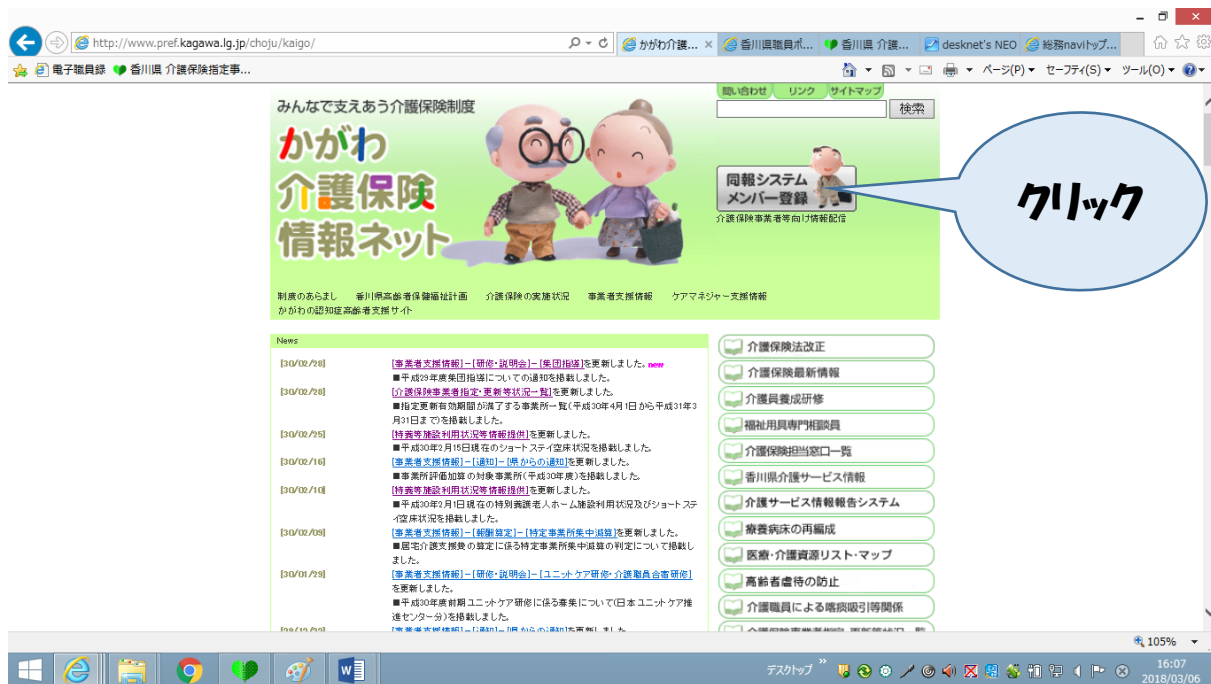 http://www.pref.kagawa.lg.jp/choju/kaigo/
かがわ介護...
香川県職員ポ...
香川県 介護...
desknet's NEO
総務naviトップ...
電子職員録
香川県 介護保険指定事...
ページ(P)
セーフティ(S)
ツール(O)
問い合わせ
リンク
サイトマップ
検索
みんなで支えあう介護保険制度
かがわ
介護保険
情報ネット
同報システム
メンバー登録
介護保険事業者等向け情報配信
クリック
制度のあらまし 香川県高齢者保健福祉計画 介護保険の実施状況 事業者支援情報 ケアマネジャー支援情報
かがわの認知症高齢者支援サイト
News
[30/02/28] [事業者支援情報]-[研修・説明会]-[集団指導]を更新しました。new
■平成29年度集団指導についての通知を掲載しました。
[30/02/28] [介護保険事業者指定・更新等状況一覧]を更新しました。
■指定更新有効期間が満了する事業所一覧(平成30年4月1日から平成31年3
月31日まで)を掲載しました。
[30/02/25] [特養等施設利用状況等情報提供]を更新しました。
■平成30年2月15日現在のショートステイ空床状況を掲載しました。
[30/02/16] [事業者支援情報]-[通知]-[県からの通知]を更新しました。
■事業所評価加算の対象事業所(平成30年度)を掲載しました。
[30/02/10] [特養等施設利用状況等情報提供]を更新しました。
■平成30年2月1日現在の特別養護老人ホーム施設利用状況及びショートステ
イ空床状況を掲載しました。
[30/02/09] [事業者支援情報]-[報酬算定]-[特定事業所集中減算]を更新しました。
■居宅介護支援費の算定に係る特定事業所集中減算の判定について掲載し
ました。
[30/01/29] [事業者支援情報]-[研修・説明会]-[ユニットケア研修・介護職員合宿研修]
を更新しました。
■平成30年度前期ユニットケア研修に係る募集について(日本ユニットケア推
進センター分)を掲載しました。
介護保険法改正
介護保険最新情報
介護員養成研修
福祉用具専門相談員
介護保険担当窓口一覧
香川県介護サービス情報
介護サービス情報報告システム
療養病床の再編成
医療・介護資源リスト・マップ
高齢者虐待の防止
介護職員による喀痰吸引等関係
105%
デスクトップ
16:07
2018/03/06